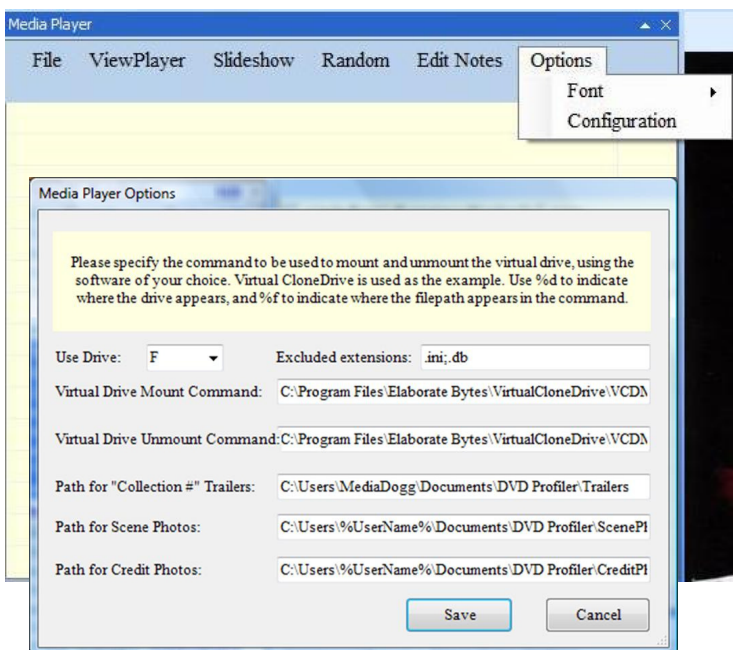 Media Player
File ViewPlayer Slideshow Random Edit Notes Options
Font
Configuration
Media Player Options
Please specify the command to be used to mount and unmount the virtual drive, using the
software of your choice. Virtual CloneDrive is used as the example. Use %d to indicate
where the drive appears, and %f to indicate where the filepath appears in the command.
Use Drive: F Excluded extensions: .ini;.db
Virtual Drive Mount Command: C:\Program Files\Elaborate Bytes\VirtualCloneDrive\VCDM
Virtual Drive Unmount Command: C:\Program Files\Elaborate Bytes\VirtualCloneDrive\VCDM
Path for "Collection #" Trailers: C:\Users\MediaDogg\Documents\DVD Profiler\Trailers
Path for Scene Photos: C:\Users\%UserName%\Documents\DVD Profiler\ScenePh
Path for Credit Photos: C:\Users\%UserName%\Documents\DVD Profiler\CreditPh
Save Cancel